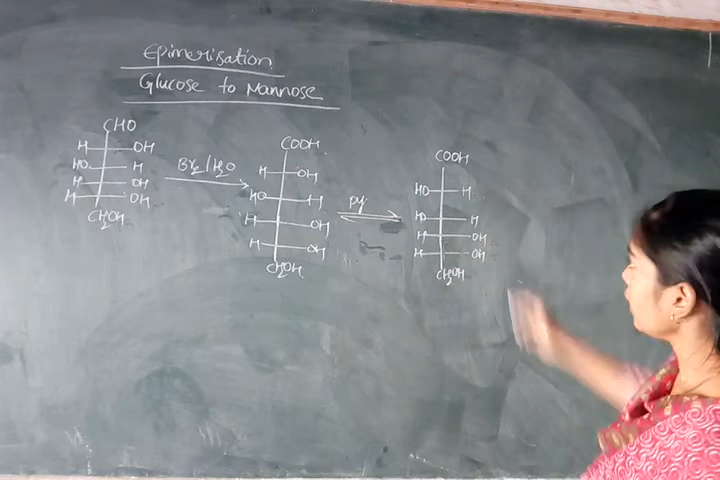 Epimerisation
Glucose to Mannose
CHO
H OH
HO H
H OH
H OH
CH2OH
Br2/H2O
COOH
H OH
HO H
H OH
H OH
CH2OH
Py
COOH
HO H
HO H
H OH
H OH
CH2OH